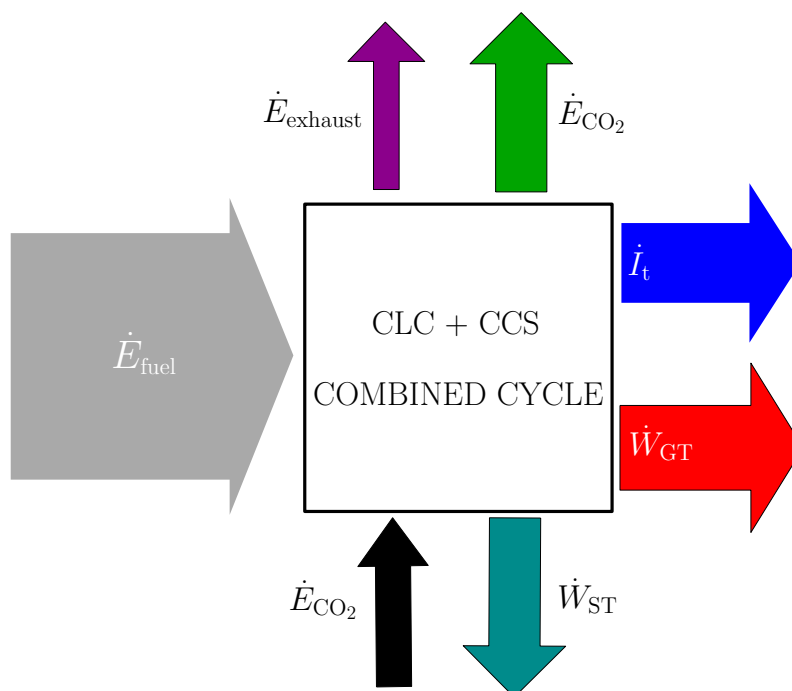 Ė_exhaust
Ė_CO₂
İ_t
CLC + CCS
Ė_fuel
COMBINED CYCLE
Ẇ_GT
Ė_CO₂
Ẇ_ST